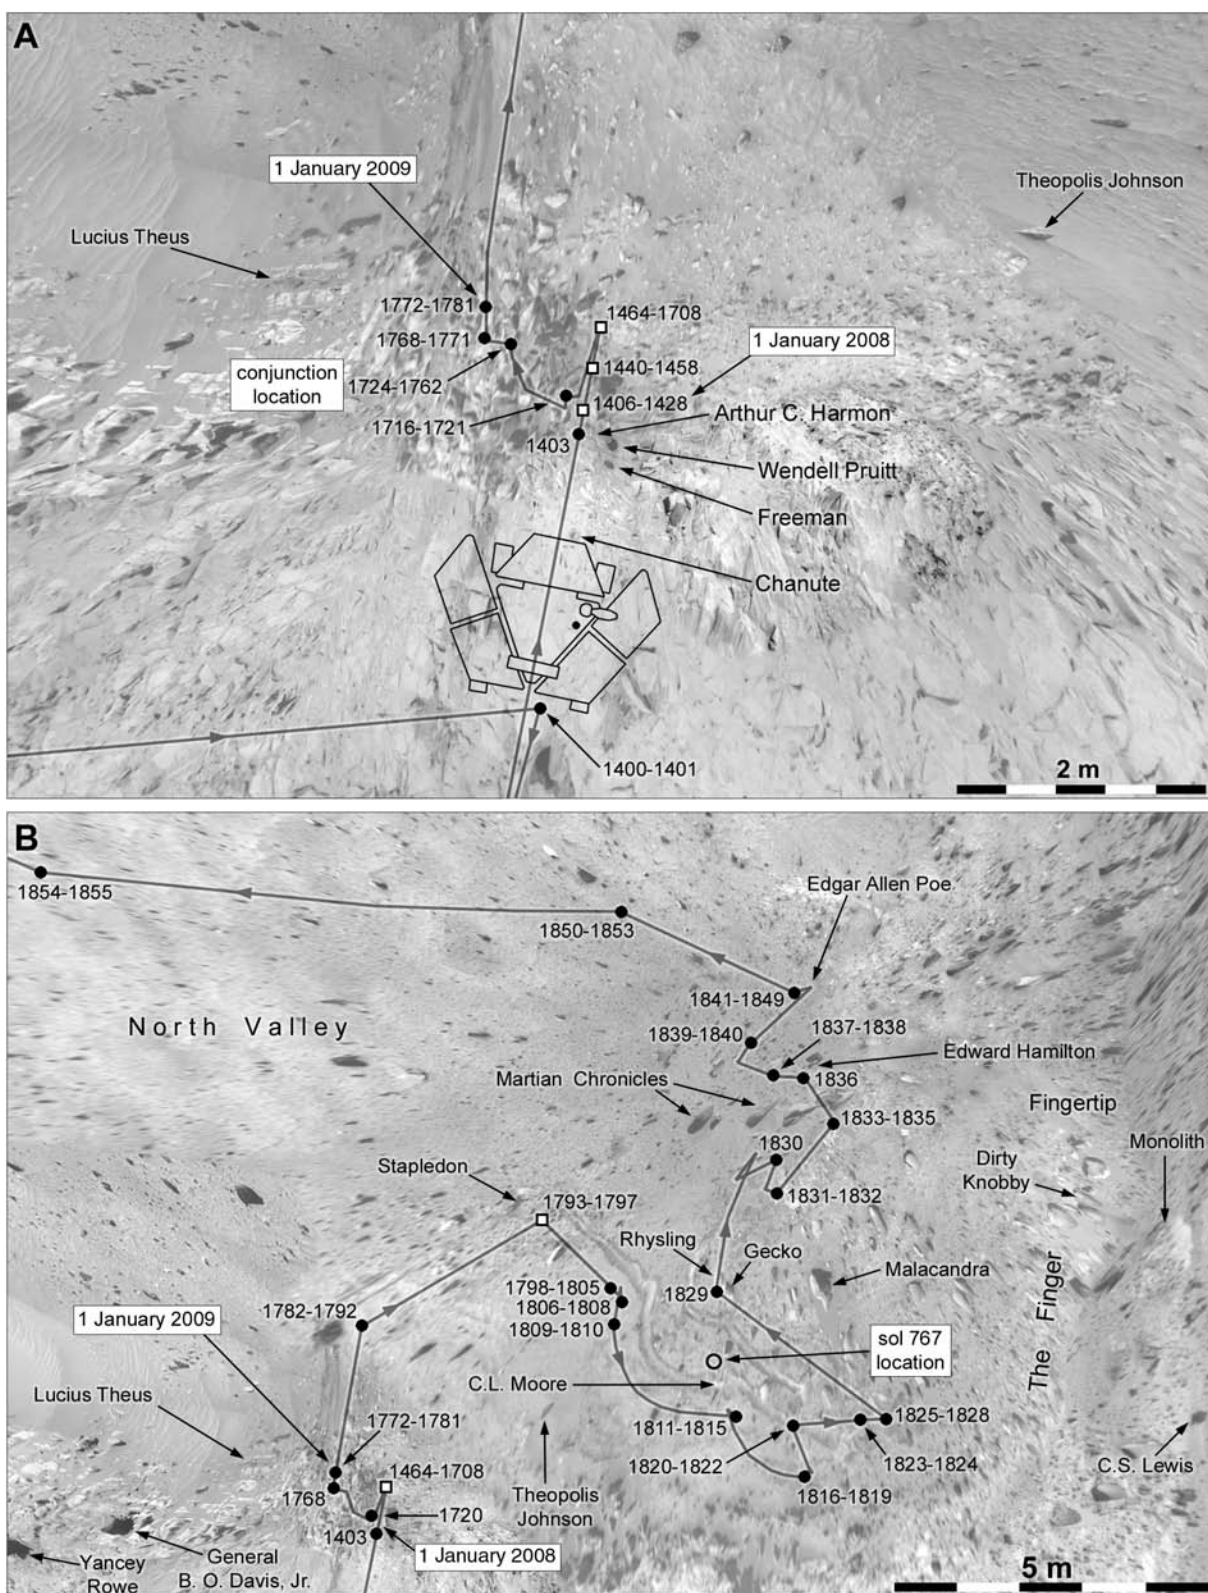 A
1 January 2009
Theopolis Johnson
Lucius Theus
1772-1781
1464-1708
1768-1771
1 January 2008
conjunction
location
1724-1762
1440-1458
1406-1428
1716-1721
Arthur C. Harmon
1403
Wendell Pruitt
Freeman
Chanute
1400-1401
2 m
B
1854-1855
Edgar Allen Poe
1850-1853
1841-1849
North Valley
1839-1840
1837-1838
Edward Hamilton
Martian Chronicles
1836
Fingertip
1833-1835
1830
Monolith
Stapledon
Dirty
Knobby
1793-1797
1831-1832
Rhysling
Gecko
Malacandra
1798-1805
1829
1782-1792
1806-1808
1 January 2009
1809-1810
The Finger
sol 767
location
Lucius Theus
C.L. Moore
1772-1781
1811-1815
1825-1828
1464-1708
1820-1822
1823-1824
C.S. Lewis
1768
Theopolis
Johnson
1816-1819
1720
1403
1 January 2008
Yancey
Rowe
General
B. O. Davis, Jr.
5 m